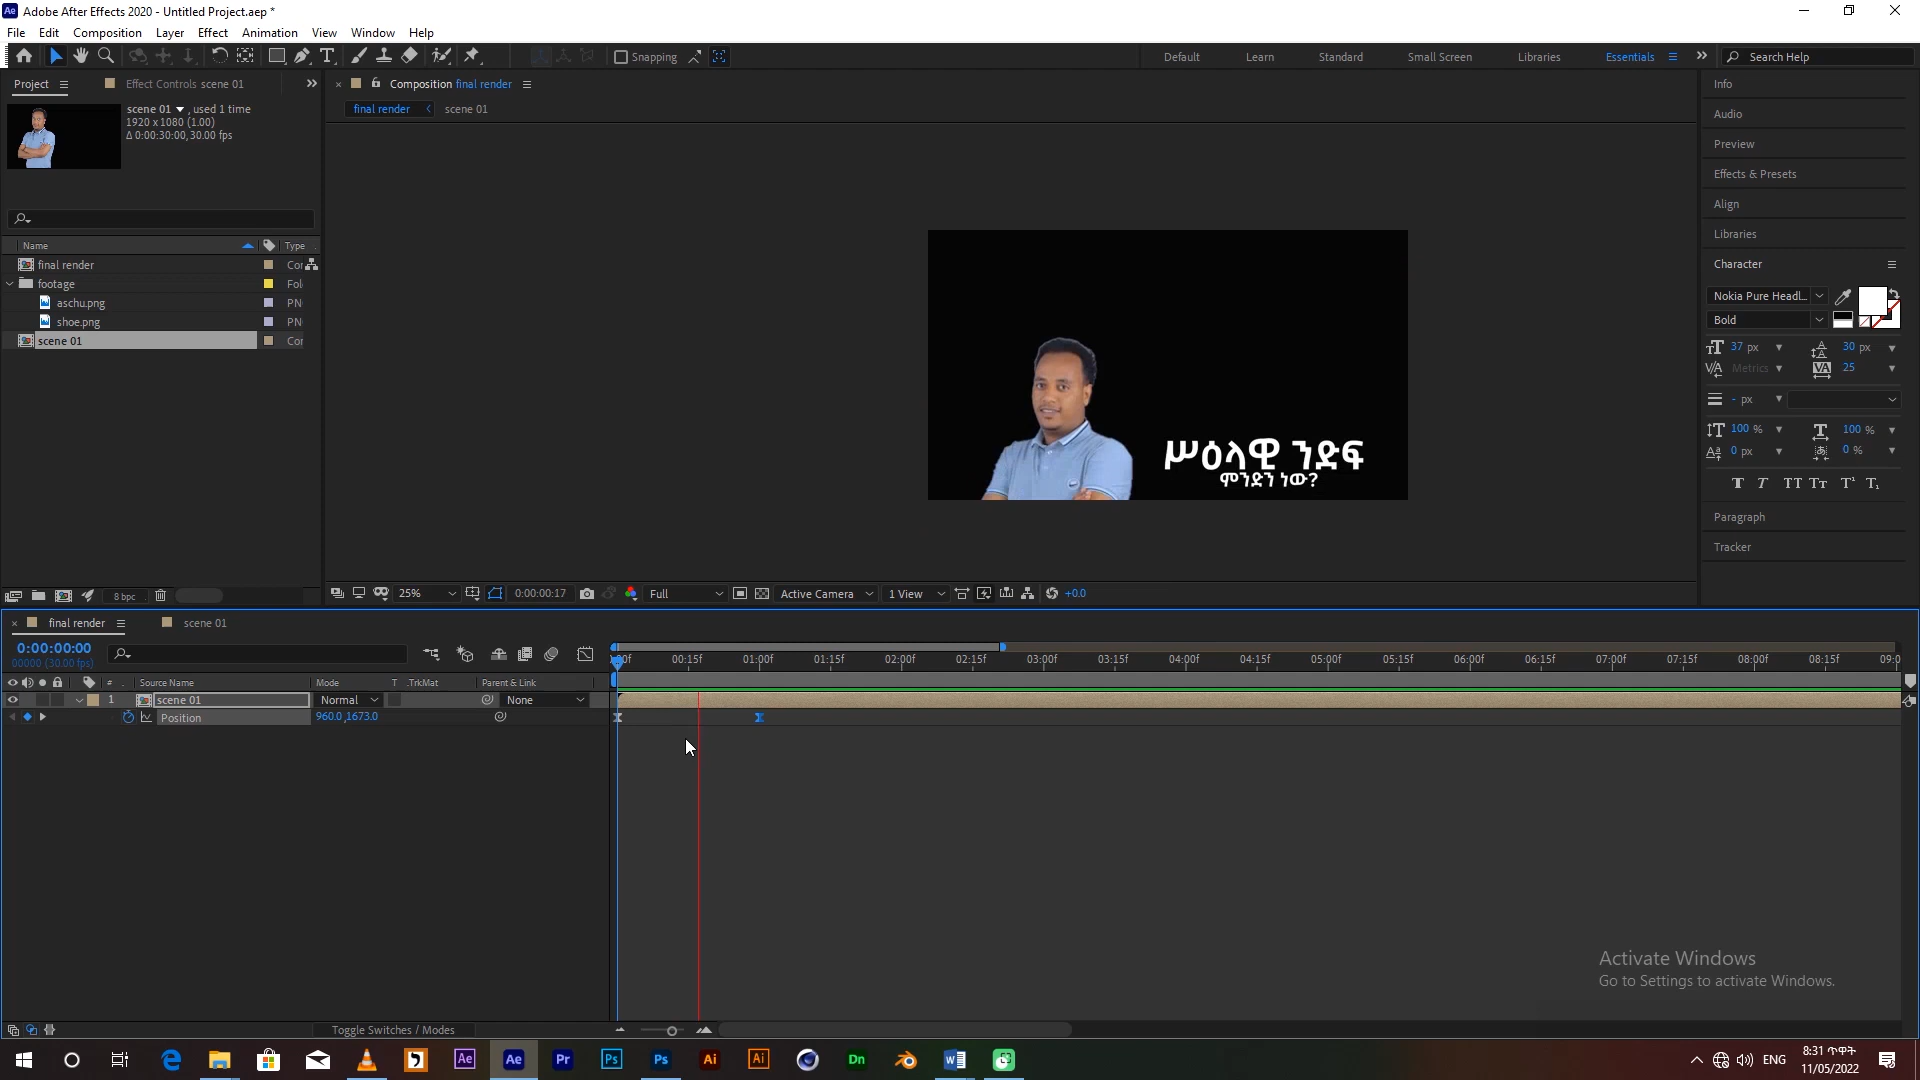 Adobe After Effects 2020 - Untitled Project.aep *
File Edit Composition Layer Effect Animation View Window Help
Snapping Default Learn Standard Small Screen Libraries Essentials Search Help
Project Effect Controls scene 01
scene 01 , used 1 time
1920 x 1080 (1.00)
Δ 0:00:30:00, 30.00 fps
Composition final render
final render scene 01
Name Type
final render
footage
aschu.png
shoe.png
scene 01
8 bpc
ሥዕላዊ ንድፍ
ምንድን ነው?
25% 0:00:00:17 Full Active Camera 1 View +0.0
Info
Audio
Preview
Effects & Presets
Align
Libraries
Character
Nokia Pure Headl...
Bold
37 px 30 px
Metrics 25
- px
100 % 100 %
0 px 0 %
Paragraph
Tracker
final render scene 01
0:00:00:00
00000 (30.00 fps)
00:15f 01:00f 01:15f 02:00f 02:15f 03:00f 03:15f 04:00f 04:15f 05:00f 05:15f 06:00f 06:15f 07:00f 07:15f 08:00f 08:15f 09:0
# Source Name Mode T .TrkMat Parent & Link
1 scene 01 Normal None
Position 960.0,1673.0
Toggle Switches / Modes
Activate Windows
Go to Settings to activate Windows.
ENG
8:31 ጥዋት
11/05/2022